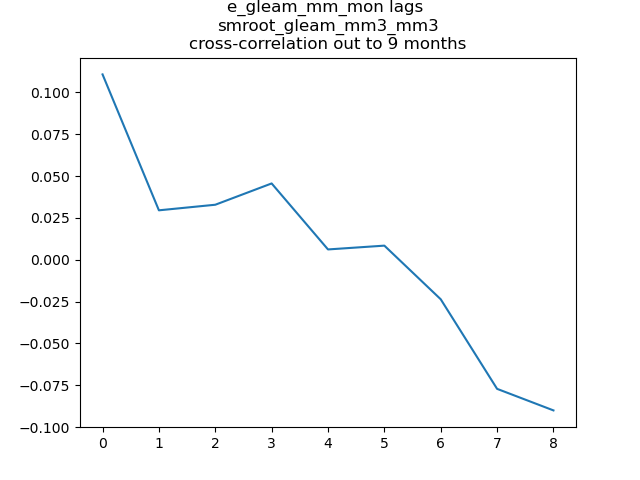 e_gleam_mm_mon lags
smroot_gleam_mm3_mm3
cross-correlation out to 9 months
0.100
0.075
0.050
0.025
0.000
−0.025
−0.050
−0.075
−0.100
0 1 2 3 4 5 6 7 8